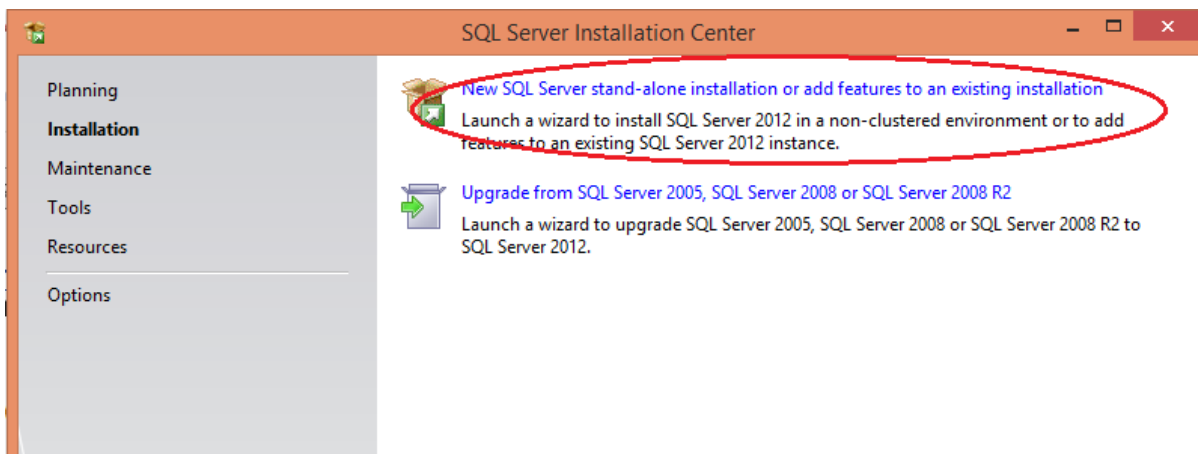 SQL Server Installation Center
Planning
Installation
Maintenance
Tools
Resources
Options
New SQL Server stand-alone installation or add features to an existing installation
Launch a wizard to install SQL Server 2012 in a non-clustered environment or to add
features to an existing SQL Server 2012 instance.
Upgrade from SQL Server 2005, SQL Server 2008 or SQL Server 2008 R2
Launch a wizard to upgrade SQL Server 2005, SQL Server 2008 or SQL Server 2008 R2 to
SQL Server 2012.